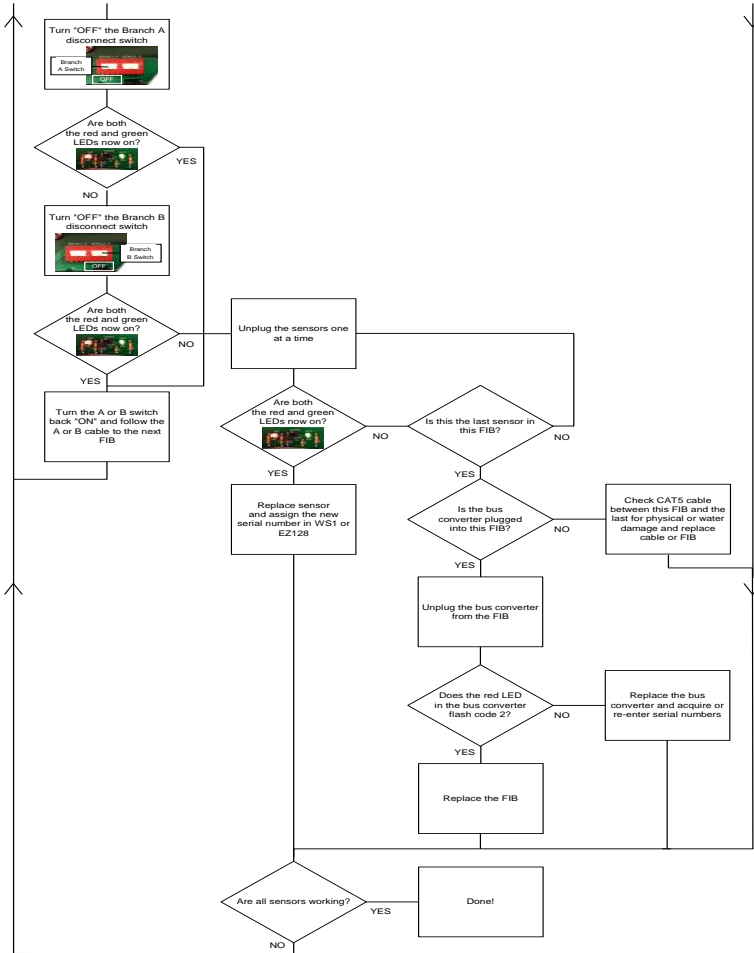 Turn "OFF" the Branch A
disconnect switch
Branch
A Switch
OFF
Are both
the red and green
LEDs now on?
YES
NO
Turn "OFF" the Branch B
disconnect switch
Branch
B Switch
OFF
Are both
the red and green
LEDs now on?
NO
YES
Turn the A or B switch
back "ON" and follow the
A or B cable to the next
FIB
Unplug the sensors one
at a time
Are both
the red and green
LEDs now on?
NO
YES
Is this the last sensor in
this FIB?
NO
YES
Replace sensor
and assign the new
serial number in WS1 or
EZ128
Is the bus
converter plugged
into this FIB?
NO
YES
Check CAT5 cable
between this FIB and the
last for physical or water
damage and replace
cable or FIB
Unplug the bus converter
from the FIB
Does the red LED
in the bus converter
flash code 2?
NO
YES
Replace the bus
converter and acquire or
re-enter serial numbers
Replace the FIB
Are all sensors working?
YES
NO
Done!